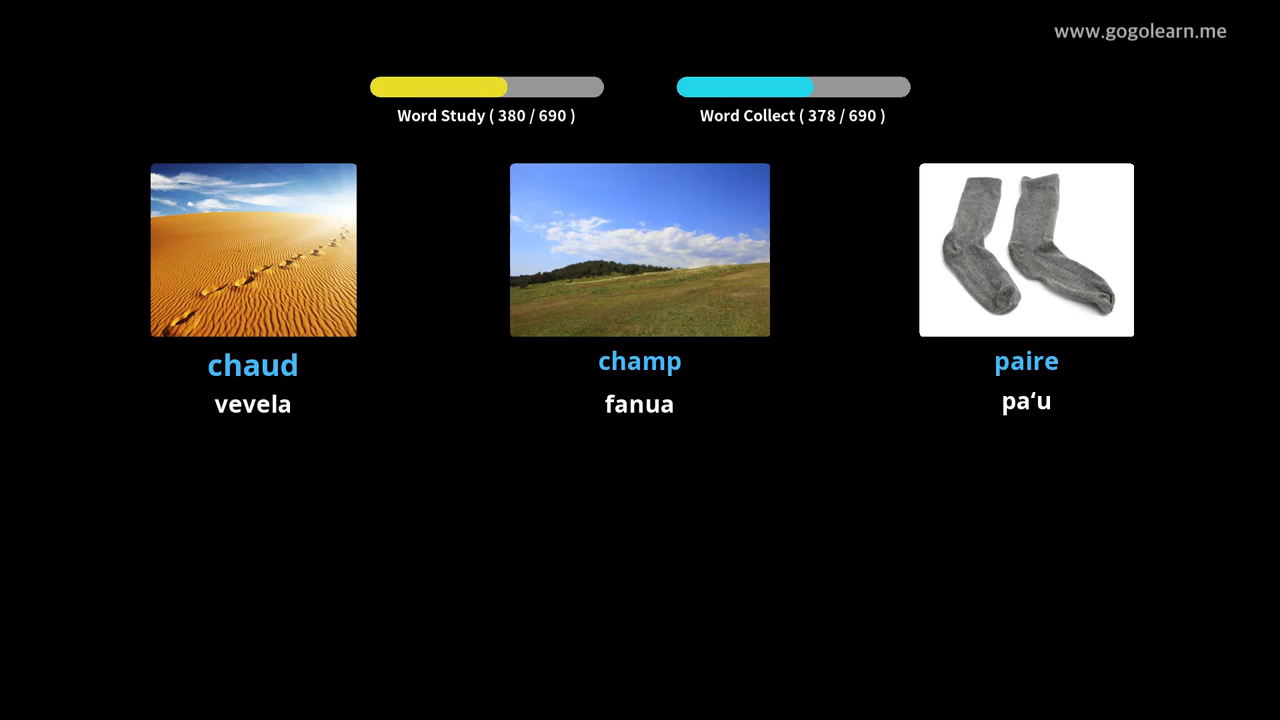 www.gogolearn.me
Word Study ( 380 / 690 )
Word Collect ( 378 / 690 )
chaud
vevela
champ
fanua
paire
paʻu